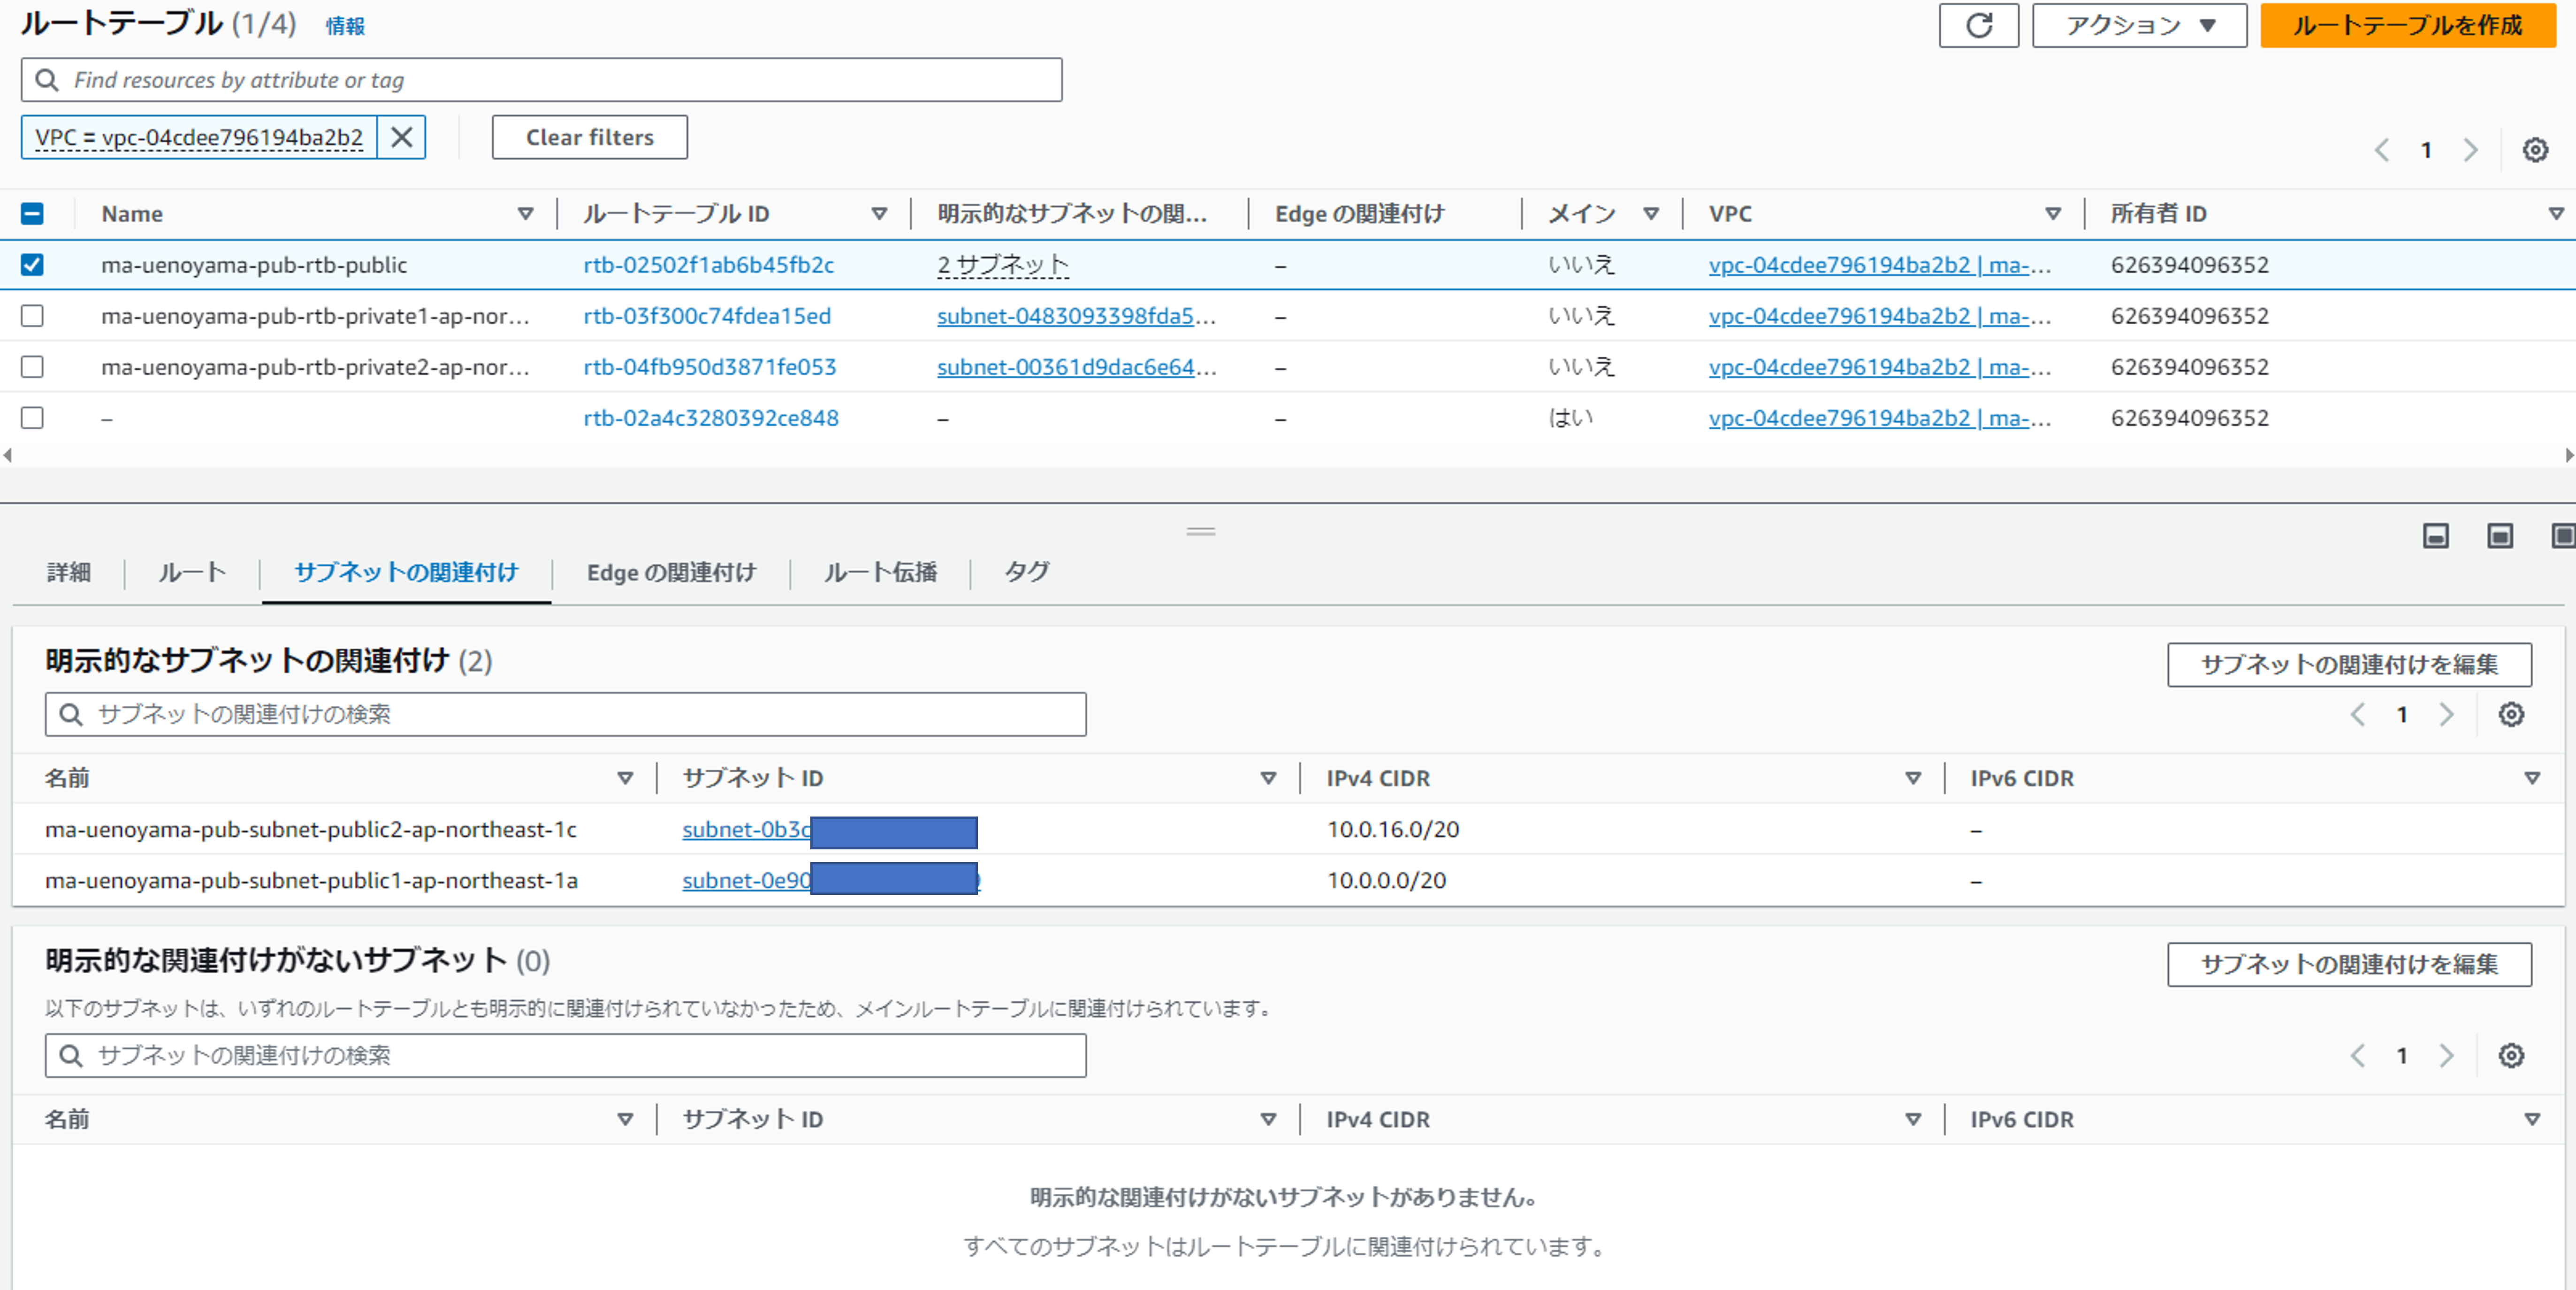 ルートテーブル (1/4) 情報
アクション ▼ ルートテーブルを作成
Find resources by attribute or tag
VPC = vpc-04cdee796194ba2b2 Clear filters
1
Name ルートテーブル ID 明示的なサブネットの関... Edge の関連付け メイン VPC 所有者 ID
ma-uenoyama-pub-rtb-public rtb-02502f1ab6b45fb2c 2 サブネット – いいえ vpc-04cdee796194ba2b2 | ma-... 626394096352
ma-uenoyama-pub-rtb-private1-ap-nor... rtb-03f300c74fdea15ed subnet-0483093398fda5... – いいえ vpc-04cdee796194ba2b2 | ma-... 626394096352
ma-uenoyama-pub-rtb-private2-ap-nor... rtb-04fb950d3871fe053 subnet-00361d9dac6e64... – いいえ vpc-04cdee796194ba2b2 | ma-... 626394096352
– rtb-02a4c3280392ce848 – – はい vpc-04cdee796194ba2b2 | ma-... 626394096352
詳細 ルート サブネットの関連付け Edge の関連付け ルート伝播 タグ
明示的なサブネットの関連付け (2)
サブネットの関連付けを編集
サブネットの関連付けの検索
1
名前 サブネット ID IPv4 CIDR IPv6 CIDR
ma-uenoyama-pub-subnet-public2-ap-northeast-1c subnet-0b3c 10.0.16.0/20 –
ma-uenoyama-pub-subnet-public1-ap-northeast-1a subnet-0e90 10.0.0.0/20 –
明示的な関連付けがないサブネット (0)
サブネットの関連付けを編集
以下のサブネットは、いずれのルートテーブルとも明示的に関連付けられていなかったため、メインルートテーブルに関連付けられています。
サブネットの関連付けの検索
1
名前 サブネット ID IPv4 CIDR IPv6 CIDR
明示的な関連付けがないサブネットがありません。
すべてのサブネットはルートテーブルに関連付けられています。